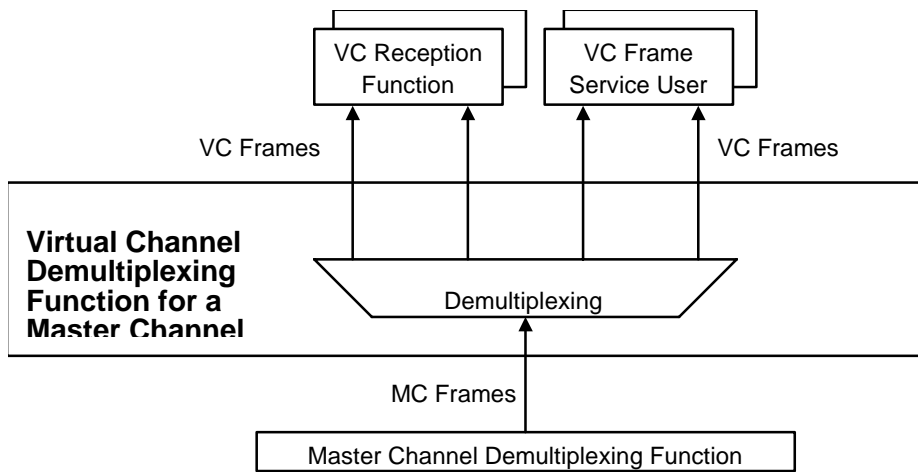 VC Reception
Function
VC Frame
Service User
VC Frames
VC Frames
Virtual Channel
Demultiplexing
Function for a
Master Channel
Demultiplexing
MC Frames
Master Channel Demultiplexing Function